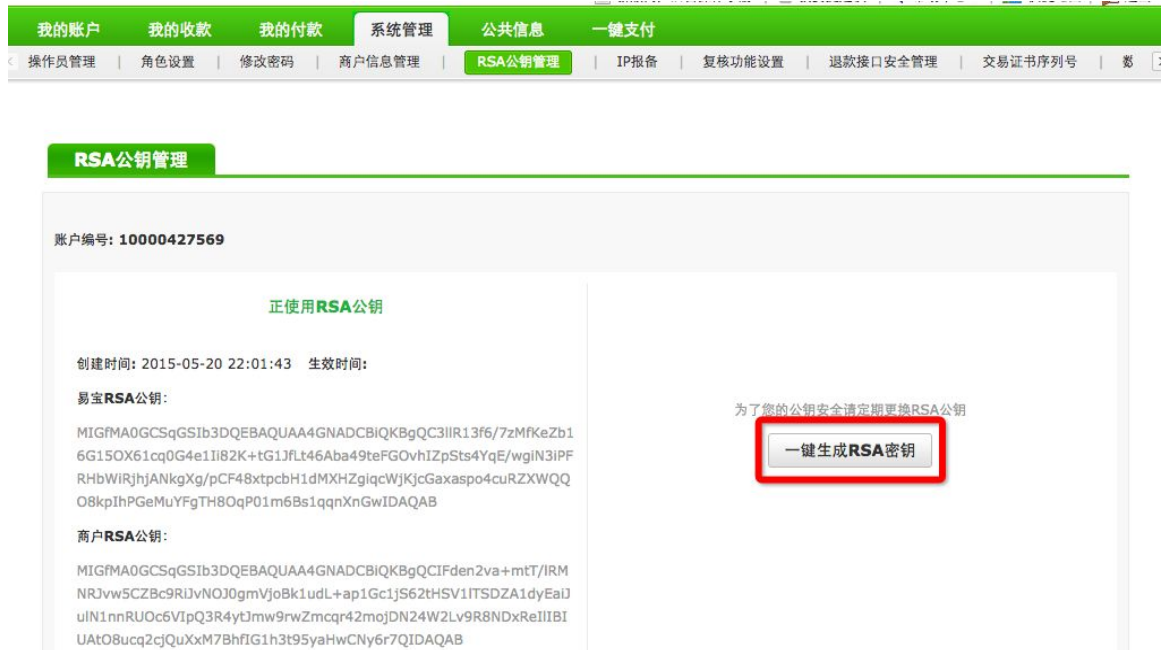 我的账户 我的收款 我的付款 系统管理 公共信息 一键支付
操作员管理 | 角色设置 | 修改密码 | 商户信息管理 | RSA公钥管理 | IP报备 | 复核功能设置 | 退款接口安全管理 | 交易证书序列号 |
RSA公钥管理
账户编号: 10000427569
正使用RSA公钥
创建时间: 2015-05-20 22:01:43 生效时间:
易宝RSA公钥:
MIGfMA0GCSqGSIb3DQEBAQUAA4GNADCBiQKBgQC3lIR13f6/7zMfKeZb1
6G15OX61cq0G4e1Ii82K+tG1JfLt46Aba49teFGOvhIZpSts4YqE/wgiN3iPF
RHbWiRjhjANkgXg/pCF48xtpcbH1dMXHZgiqcWjKjcGaxaspo4cuRZXWQQ
O8kpIhPGeMuYFgTH8OqP01m6Bs1qqnXnGwIDAQAB
商户RSA公钥:
MIGfMA0GCSqGSIb3DQEBAQUAA4GNADCBiQKBgQCIFden2va+mtT/lRM
NRJvw5CZBc9RiJvNOJ0gmVjoBk1udL+ap1Gc1jS62tHSV1lTSDZA1dyEaiJ
ulN1nnRUOc6VIpQ3R4ytJmw9rwZmcqr42mojDN24W2Lv9R8NDxReIlIBI
UAtO8ucq2cjQuXxM7BhfIG1h3t95yaHwCNy6r7QIDAQAB
为了您的公钥安全请定期更换RSA公钥
一键生成RSA密钥